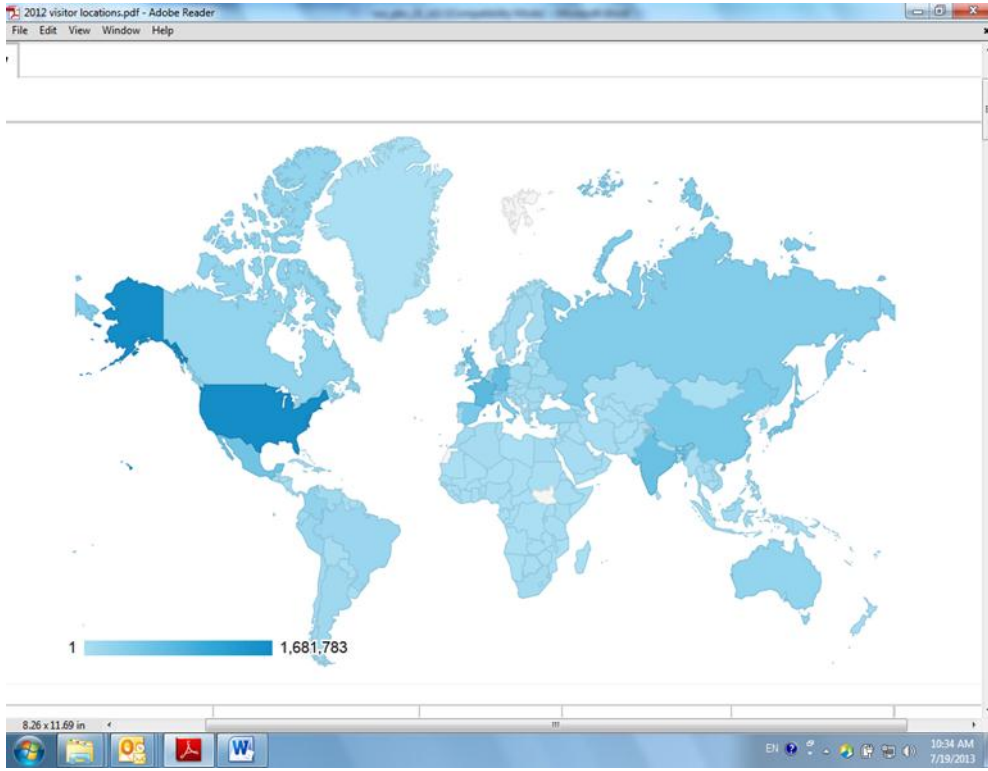 2012 visitor locations.pdf - Adobe Reader
File Edit View Window Help
1 1,681,783
8.26 x 11.69 in
EN 10:34 AM
7/19/2013